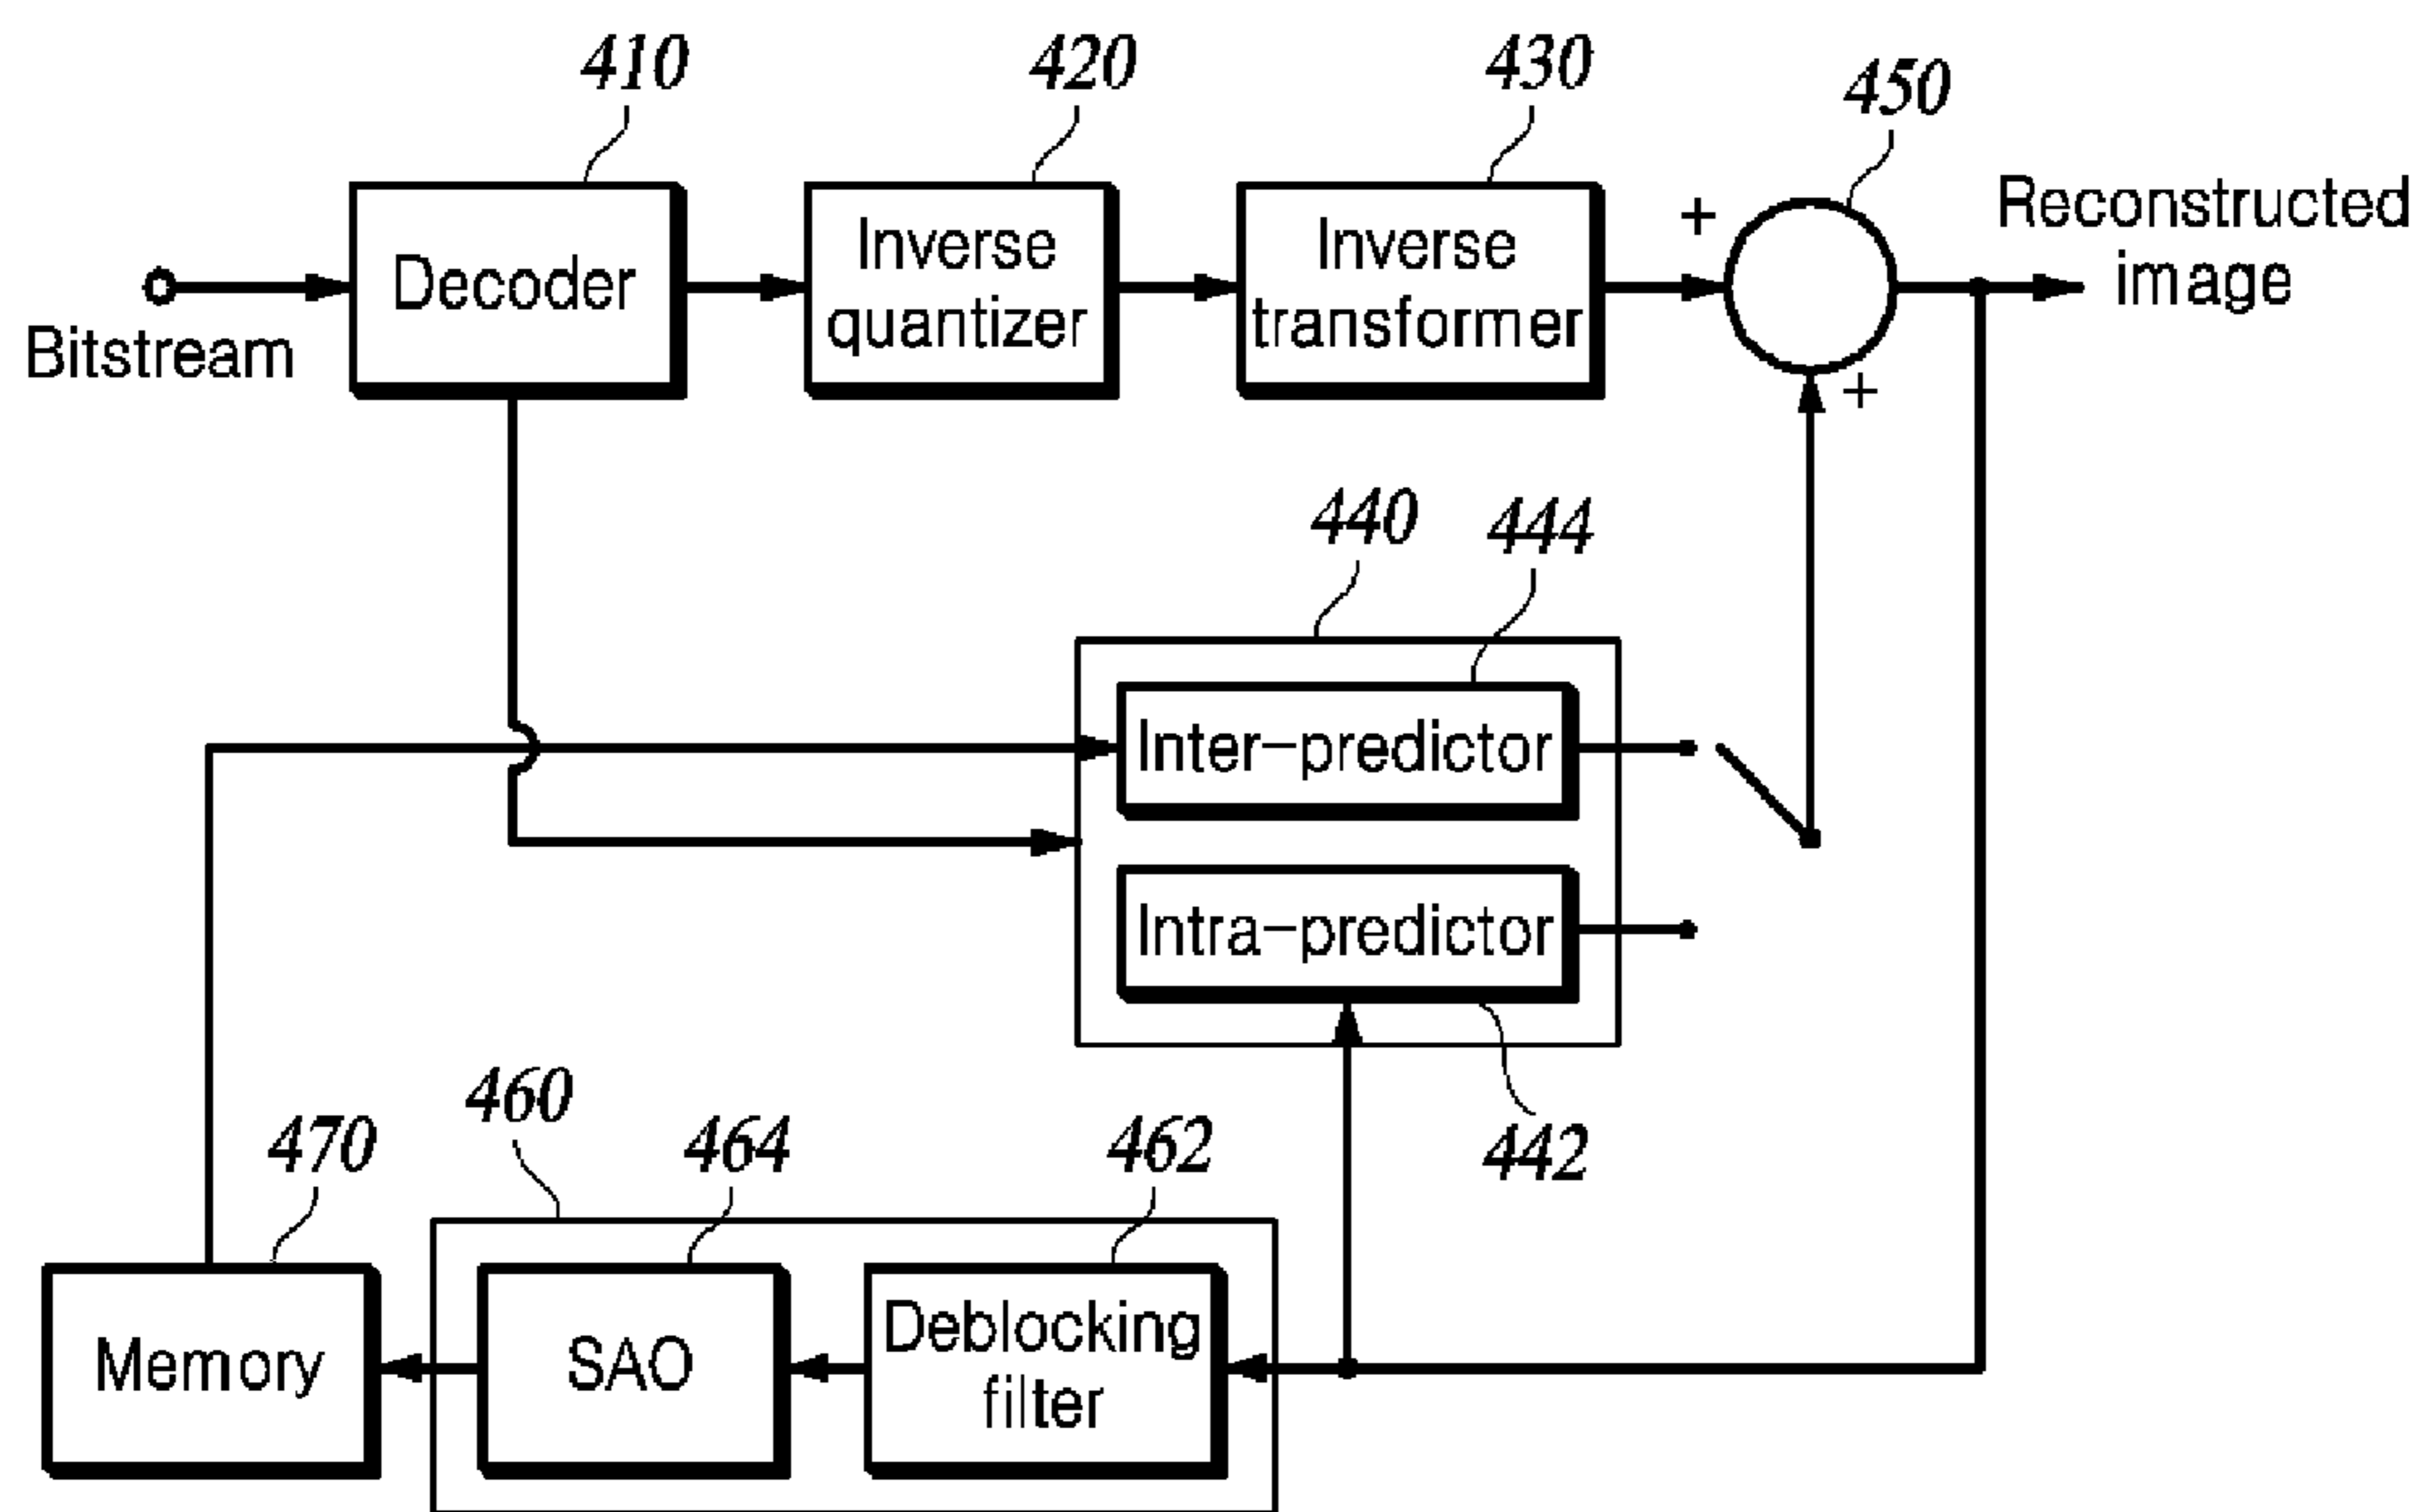 410
420
430
450
Bitstream
Decoder
Inverse
quantizer
Inverse
transformer
+
+
Reconstructed
image
440
444
Inter-predictor
Intra-predictor
442
460
470
464
462
Memory
SAO
Deblocking
filter